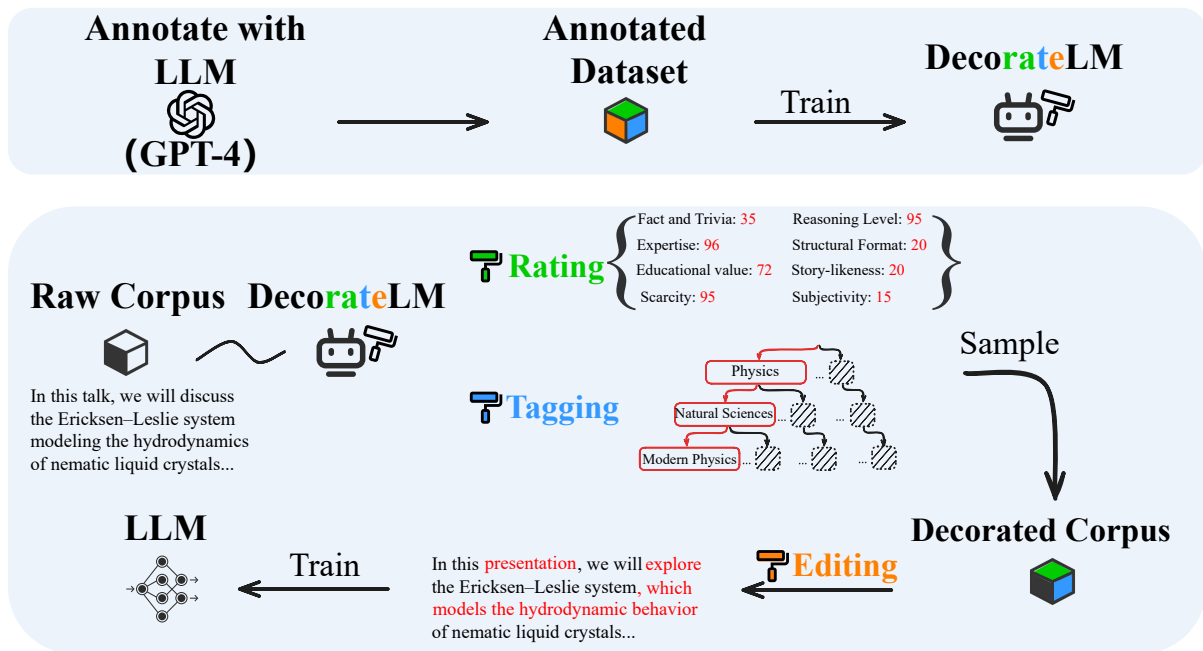 Annotate with
LLM
(GPT-4)
Annotated
Dataset
Train
DecorateLM
Raw Corpus
DecorateLM
In this talk, we will discuss
the Ericksen–Leslie system
modeling the hydrodynamics
of nematic liquid crystals...
Rating
Fact and Trivia: 35
Reasoning Level: 95
Expertise: 96
Structural Format: 20
Educational value: 72
Story-likeness: 20
Scarcity: 95
Subjectivity: 15
Tagging
Physics
...
Natural Sciences
...
...
Modern Physics
...
...
...
Sample
Decorated Corpus
Editing
In this presentation, we will explore
the Ericksen–Leslie system, which
models the hydrodynamic behavior
of nematic liquid crystals...
Train
LLM